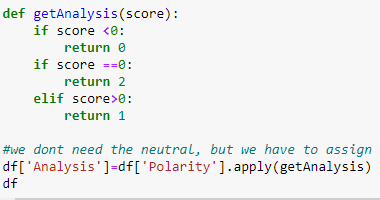 def getAnalysis(score):
    if score <0:
        return 0
    if score ==0:
        return 2
    elif score>0:
        return 1
#we dont need the neutral, but we have to assign
df['Analysis']=df['Polarity'].apply(getAnalysis)
df